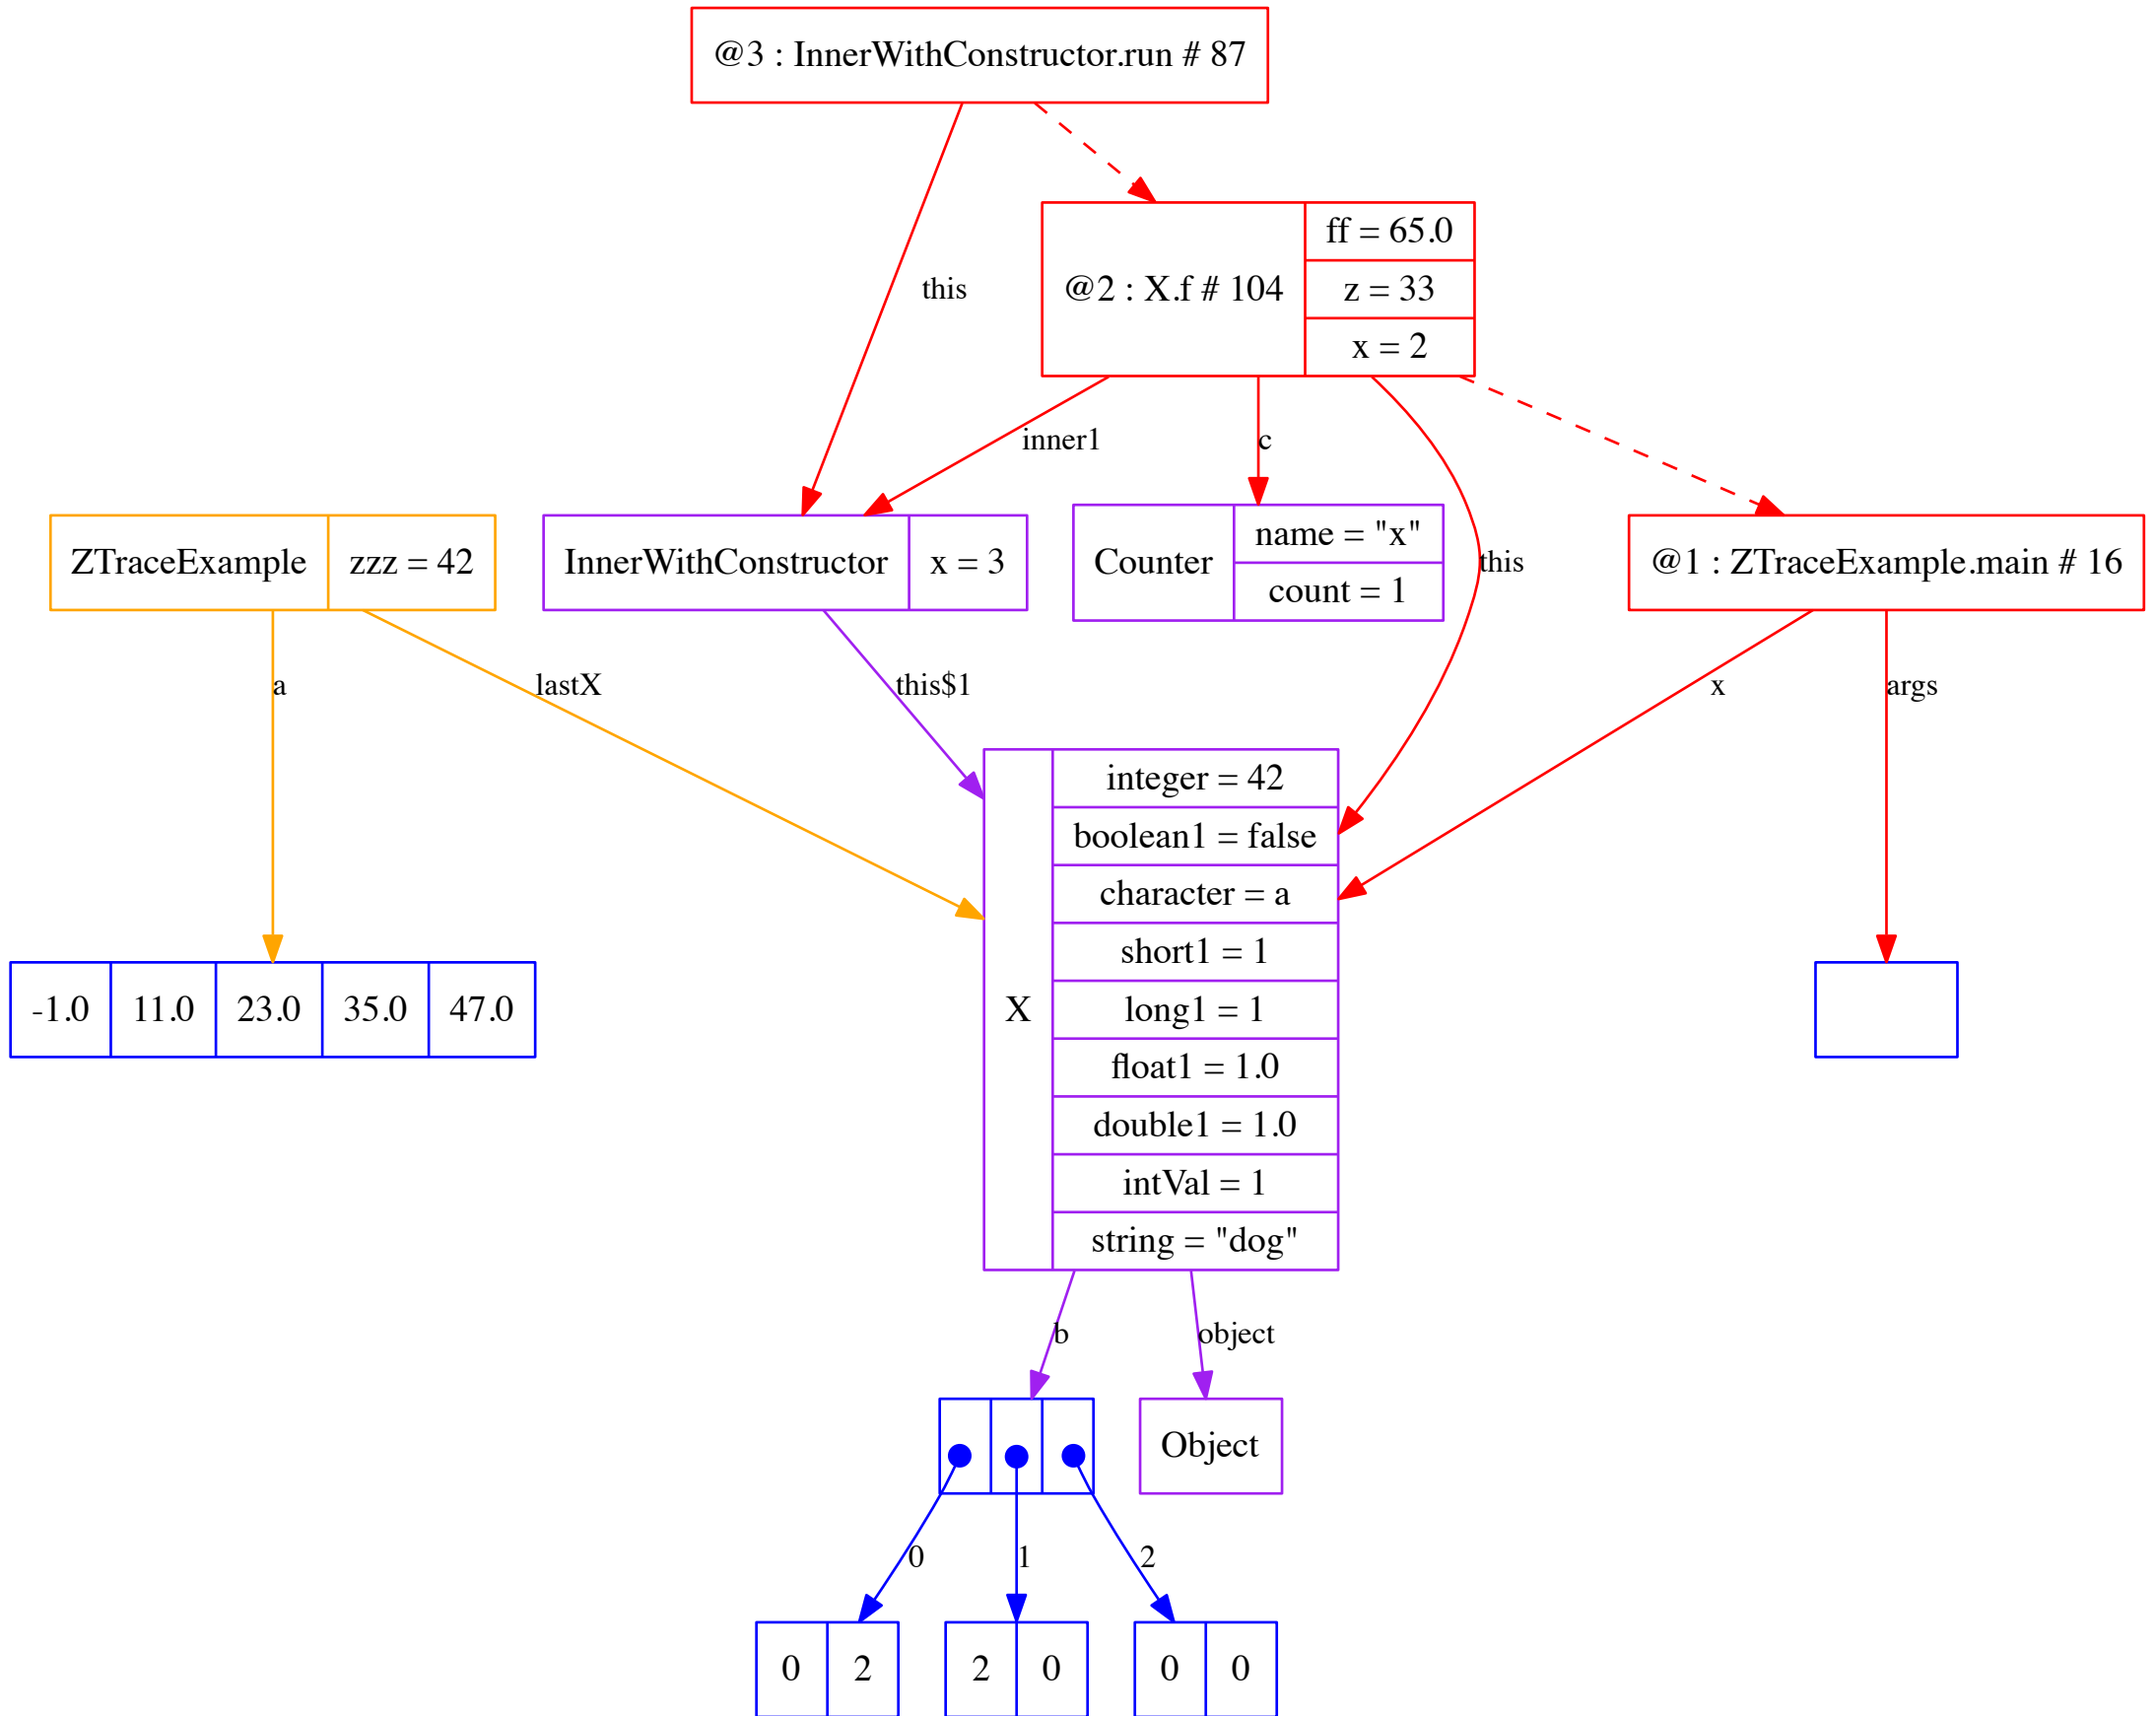 @3 : InnerWithConstructor.run # 87
this
@2 : X.f # 104
ff = 65.0
z = 33
x = 2
inner1
c
this
ZTraceExample
zzz = 42
InnerWithConstructor
x = 3
Counter
name = "x"
count = 1
@1 : ZTraceExample.main # 16
a
lastX
this$1
x
args
X
integer = 42
boolean1 = false
character = a
short1 = 1
long1 = 1
float1 = 1.0
double1 = 1.0
intVal = 1
string = "dog"
-1.0 11.0 23.0 35.0 47.0
b
object
Object
0
1
2
0 2
2 0
0 0